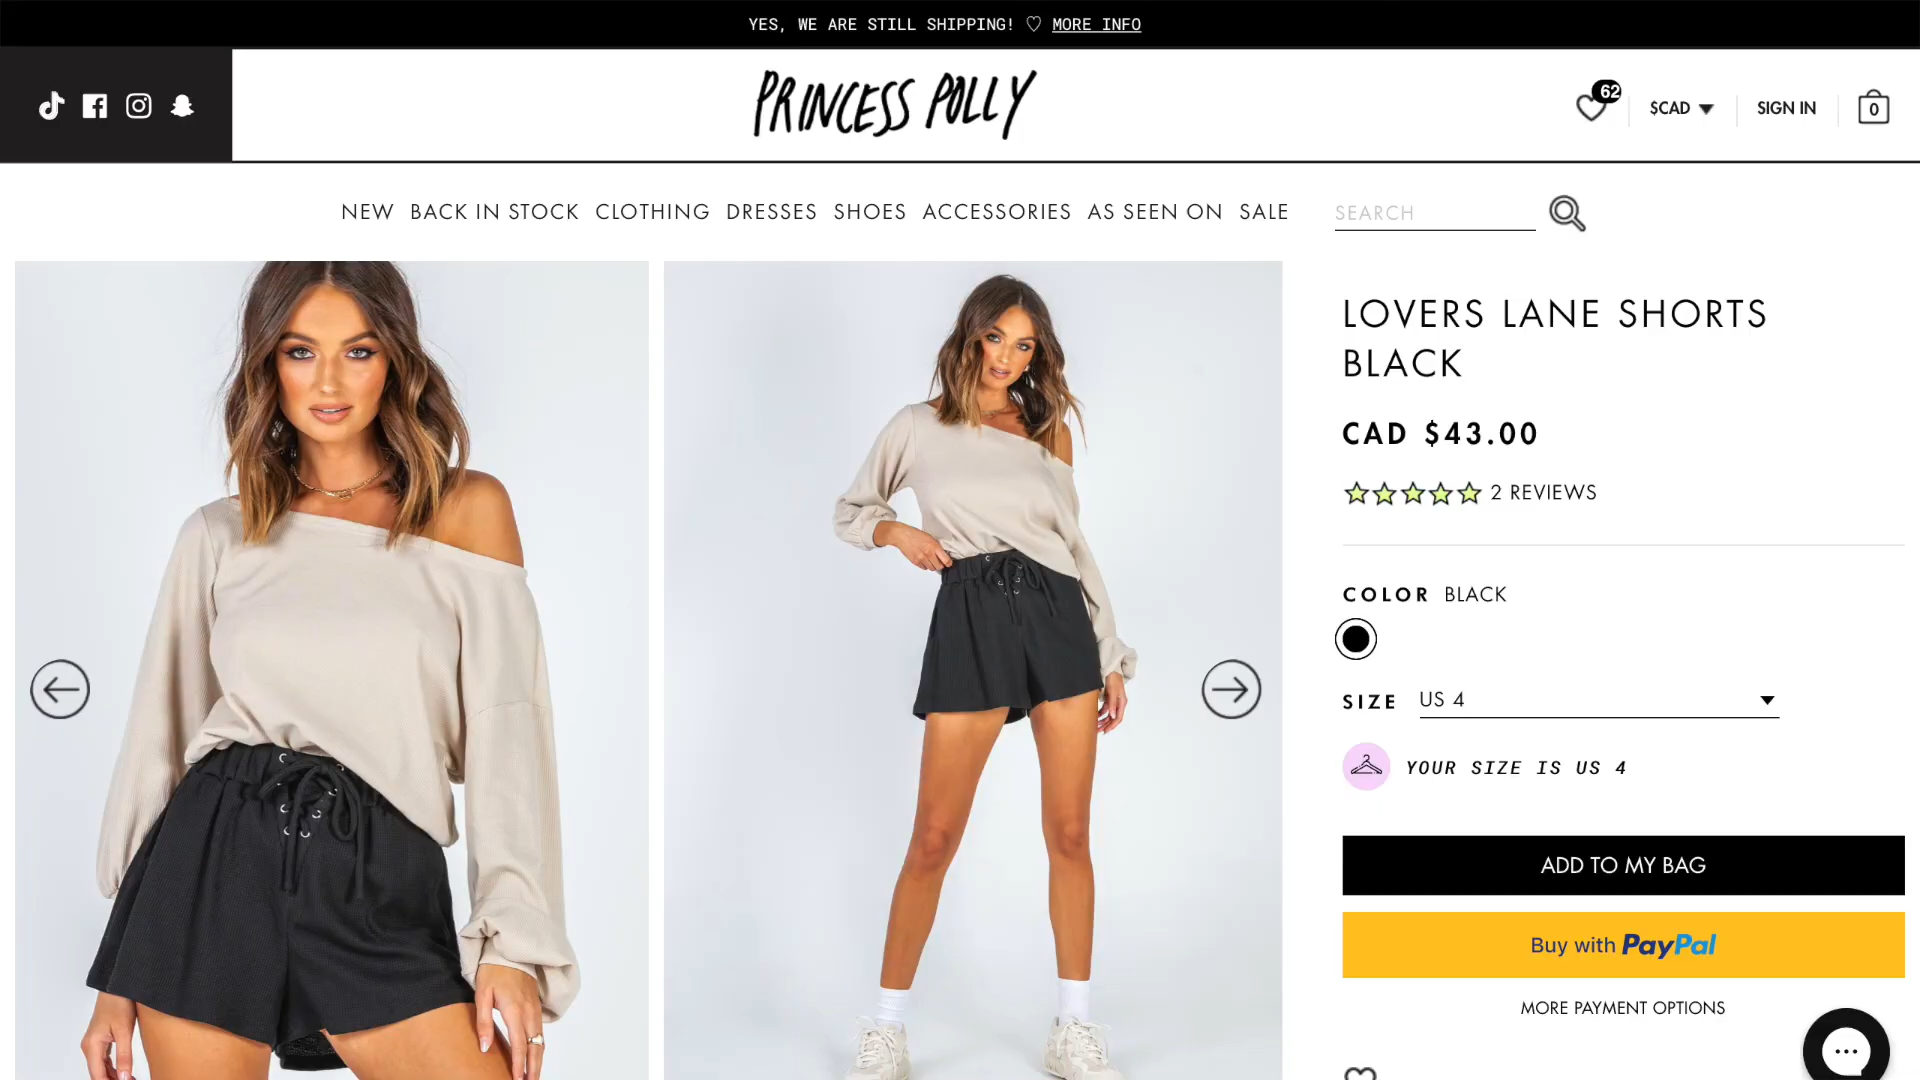 YES, WE ARE STILL SHIPPING! ♡ MORE INFO
PRINCESS POLLY
62
$CAD
SIGN IN
0
NEW BACK IN STOCK CLOTHING DRESSES SHOES ACCESSORIES AS SEEN ON SALE
SEARCH
LOVERS LANE SHORTS
BLACK
CAD $43.00
2 REVIEWS
COLOR BLACK
SIZE US 4
YOUR SIZE IS US 4
ADD TO MY BAG
Buy with PayPal
MORE PAYMENT OPTIONS